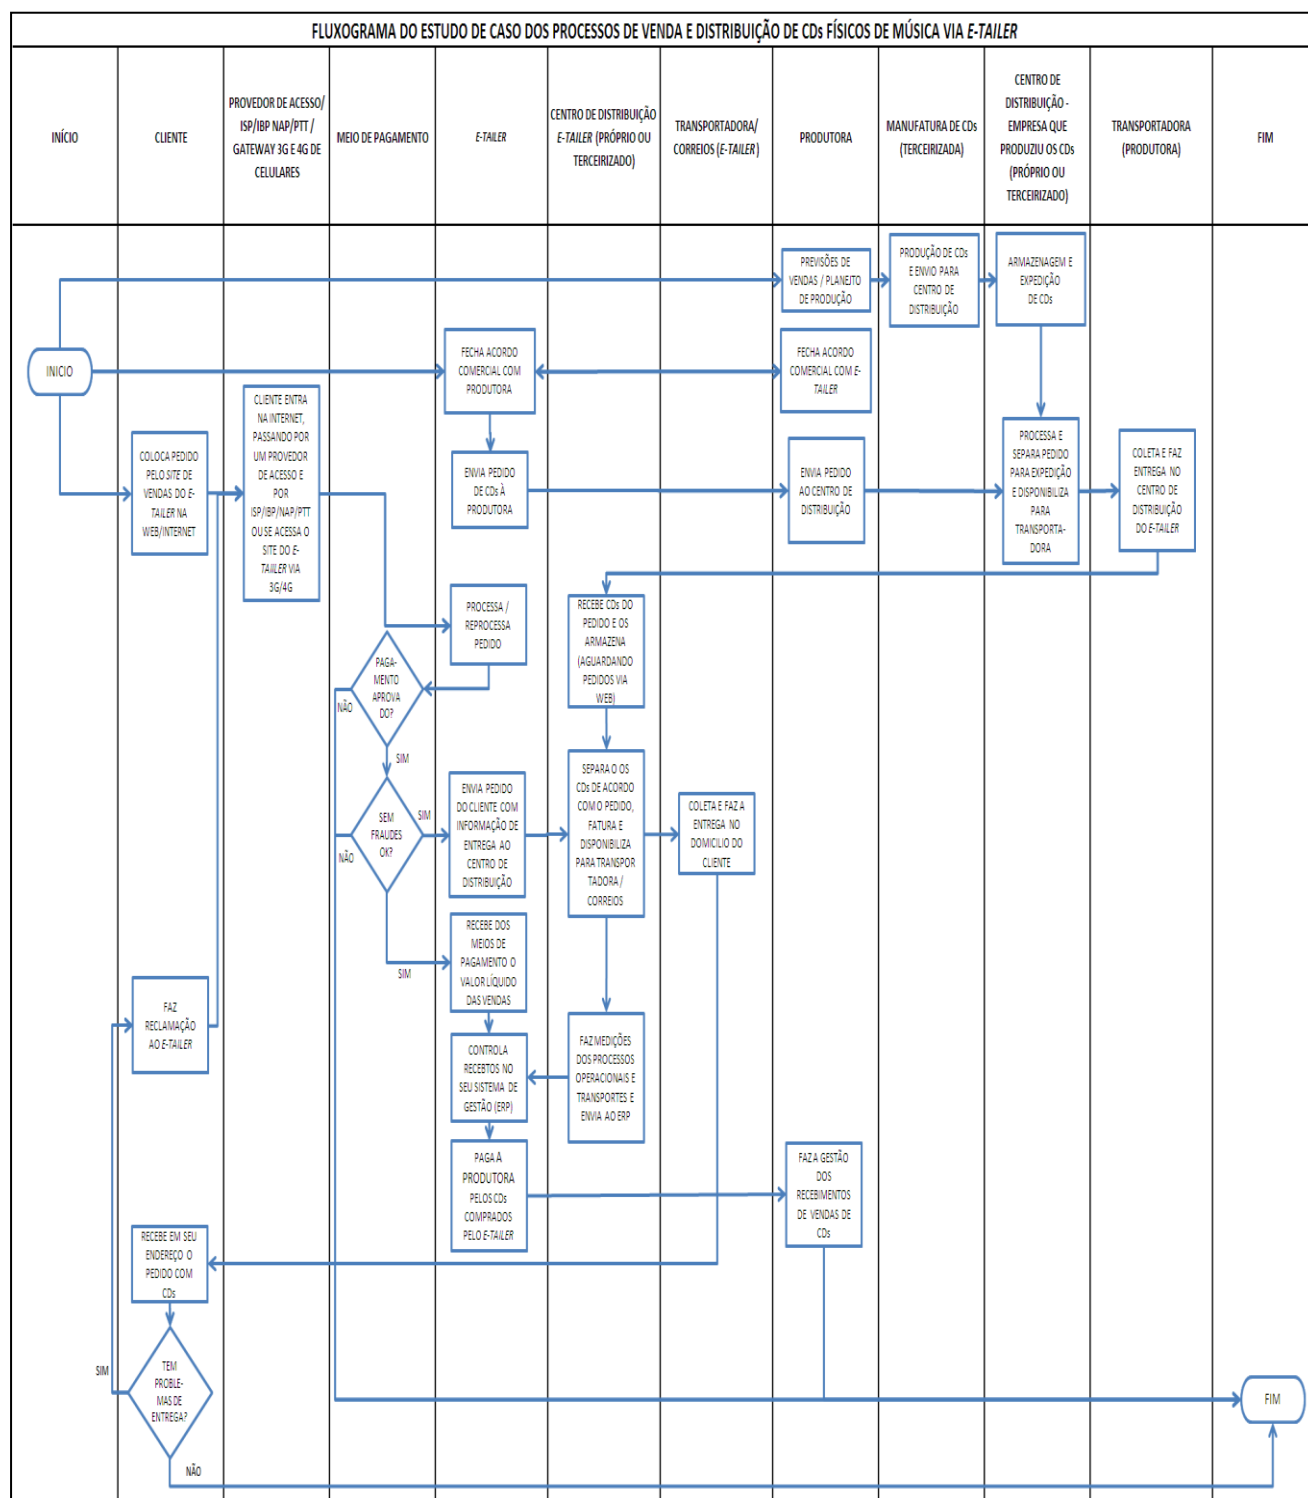 FLUXOGRAMA DO ESTUDO DE CASO DOS PROCESSOS DE VENDA E DISTRIBUIÇÃO DE CDs FÍSICOS DE MÚSICA VIA E-TAILER
INÍCIO
CLIENTE
PROVEDOR DE ACESSO/
ISP/IBP NAP/PTT /
GATEWAY 3G E 4G DE
CELULARES
MEIO DE PAGAMENTO
E-TAILER
CENTRO DE DISTRIBUIÇÃO
E-TAILER (PRÓPRIO OU
TERCEIRIZADO)
TRANSPORTADORA/
CORREIOS (E-TAILER)
PRODUTORA
MANUFATURA DE CDs
(TERCEIRIZADA)
CENTRO DE
DISTRIBUIÇÃO -
EMPRESA QUE
PRODUZIU OS CDs
(PRÓPRIO OU
TERCEIRIZADO)
TRANSPORTADORA
(PRODUTORA)
FIM
PREVISÕES DE
VENDAS / PLANEJTO
DE PRODUÇÃO
PRODUÇÃO DE CDs
E ENVIO PARA
CENTRO DE
DISTRIBUIÇÃO
ARMAZENAGEM E
EXPEDIÇÃO
DE CDs
INICIO
FECHA ACORDO
COMERCIAL COM
PRODUTORA
FECHA ACORDO
COMERCIAL COM E-
TAILER
COLOCA PEDIDO
PELO SITE DE
VENDAS DO E-
TAILER NA
WEB/INTERNET
CLIENTE ENTRA
NA INTERNET,
PASSANDO POR
UM PROVEDOR
DE ACESSO E
POR
ISP/IBP/NAP/PTT
OU SE ACESSA O
SITE DO E-
TAILER VIA
3G/4G
ENVIA PEDIDO
DE CDs À
PRODUTORA
ENVIA PEDIDO
AO CENTRO DE
DISTRIBUIÇÃO
PROCESSA E
SEPARA PEDIDO
PARA EXPEDIÇÃO
E DISPONIBILIZA
PARA
TRANSPORTA-
DORA
COLETA E FAZ
ENTREGA NO
CENTRO DE
DISTRIBUIÇÃO
DO E-TAILER
PROCESSA /
REPROCESSA
PEDIDO
RECEBE CDs DO
PEDIDO E OS
ARMAZENA
(AGUARDANDO
PEDIDOS VIA
WEB)
PAGA-
MENTO
APROVA
DO?
NÃO
SIM
SEM
FRAUDES
OK?
SIM
NÃO
ENVIA PEDIDO
DO CLIENTE COM
INFORMAÇÃO DE
ENTREGA AO
CENTRO DE
DISTRIBUIÇÃO
SEPARA O OS
CDs DE ACORDO
COM O PEDIDO,
FATURA E
DISPONIBILIZA
PARA TRANSPOR
TADORA /
CORREIOS
COLETA E FAZ A
ENTREGA NO
DOMICILIO DO
CLIENTE
SIM
RECEBE DOS
MEIOS DE
PAGAMENTO O
VALOR LÍQUIDO
DAS VENDAS
FAZ
RECLAMAÇÃO
AO E-TAILER
CONTROLA
RECEBTOS NO
SEU SISTEMA DE
GESTÃO (ERP)
FAZ MEDIÇÕES
DOS PROCESSOS
OPERACIONAIS E
TRANSPORTES E
ENVIA AO ERP
PAGA À
PRODUTORA
PELOS CDs
COMPRADOS
PELO E-TAILER
FAZ A GESTÃO
DOS
RECEBIMENTOS
DE VENDAS DE
CDs
RECEBE EM SEU
ENDEREÇO O
PEDIDO COM
CDs
SIM
TEM
PROBLE-
MAS DE
ENTREGA?
NÃO
FIM